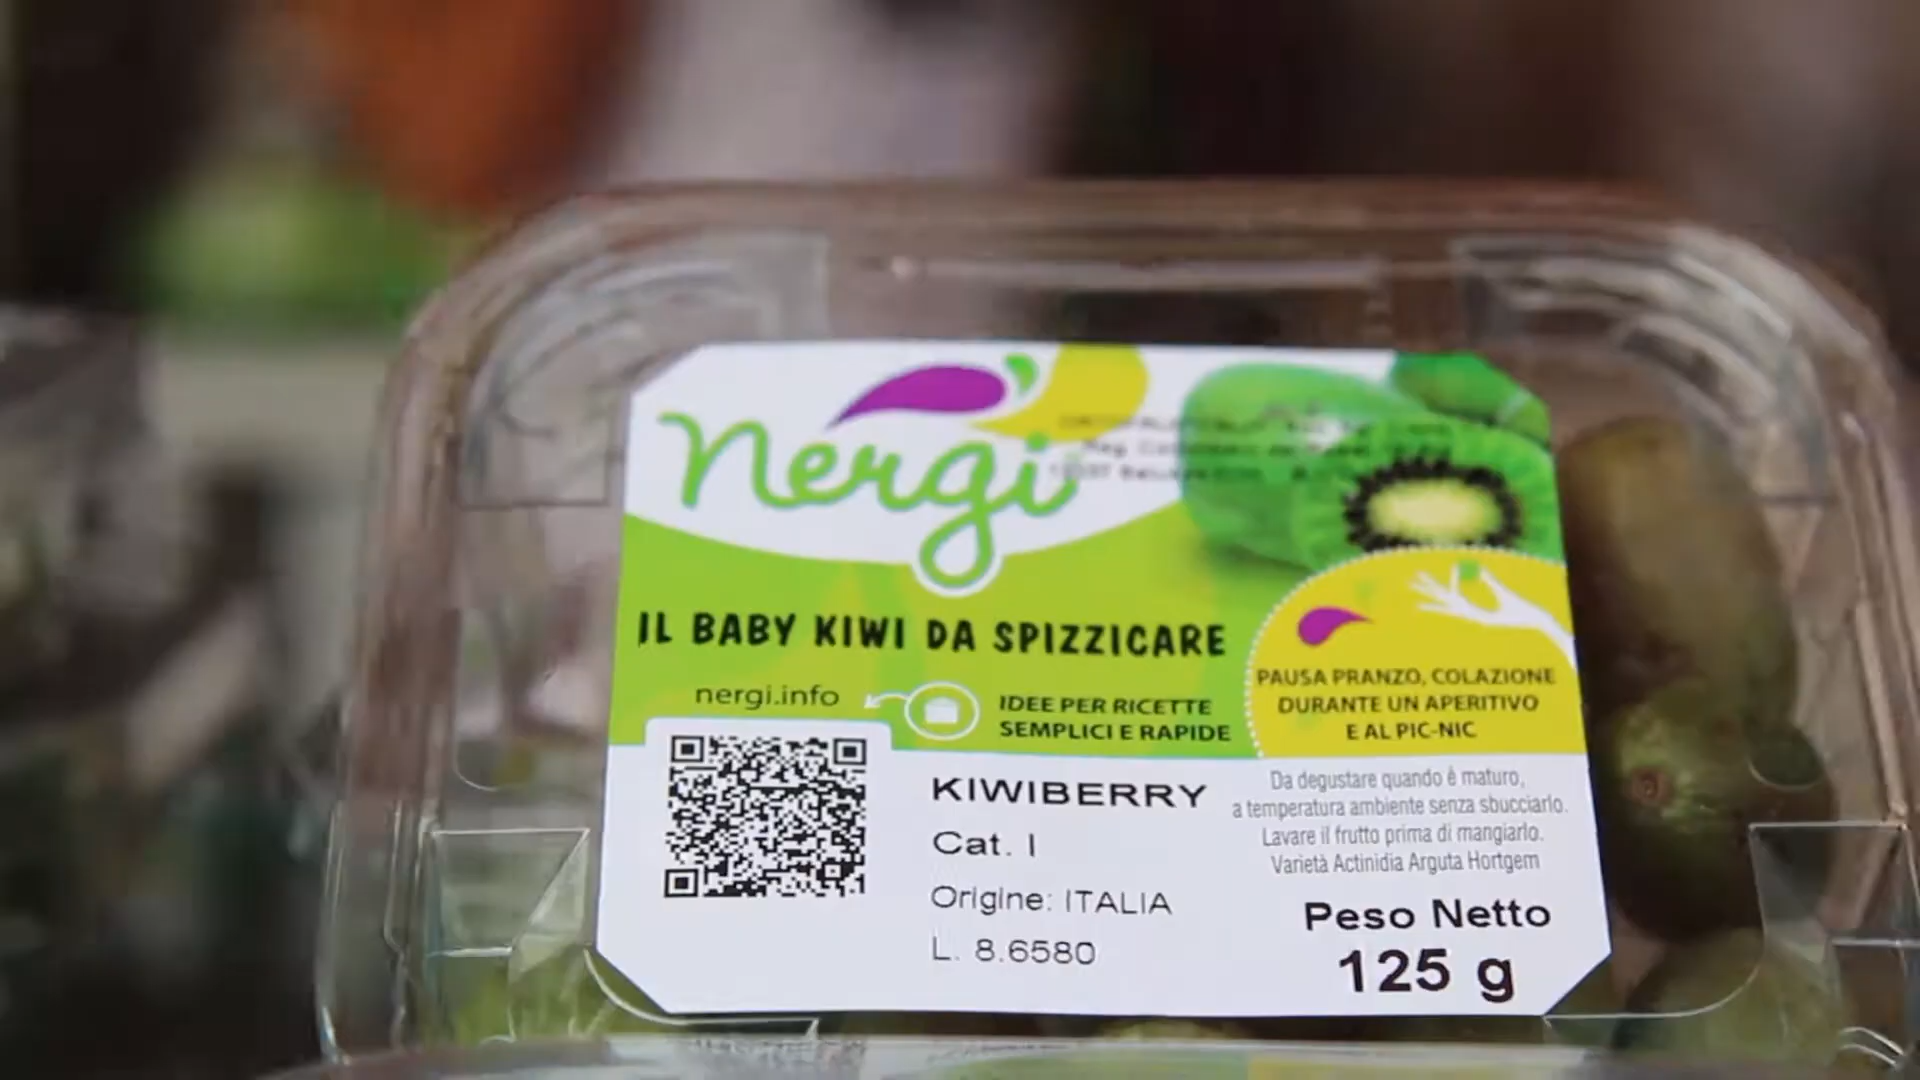 nergi
IL BABY KIWI DA SPIZZICARE
nergi.info
IDEE PER RICETTE
SEMPLICI E RAPIDE
PAUSA PRANZO, COLAZIONE
DURANTE UN APERITIVO
E AL PIC-NIC
KIWIBERRY
Cat. I
Origine: ITALIA
L. 8.6580
Da degustare quando è maturo,
a temperatura ambiente senza sbucciarlo.
Lavare il frutto prima di mangiarlo.
Varietà Actinidia Arguta Hortgem
Peso Netto
125 g